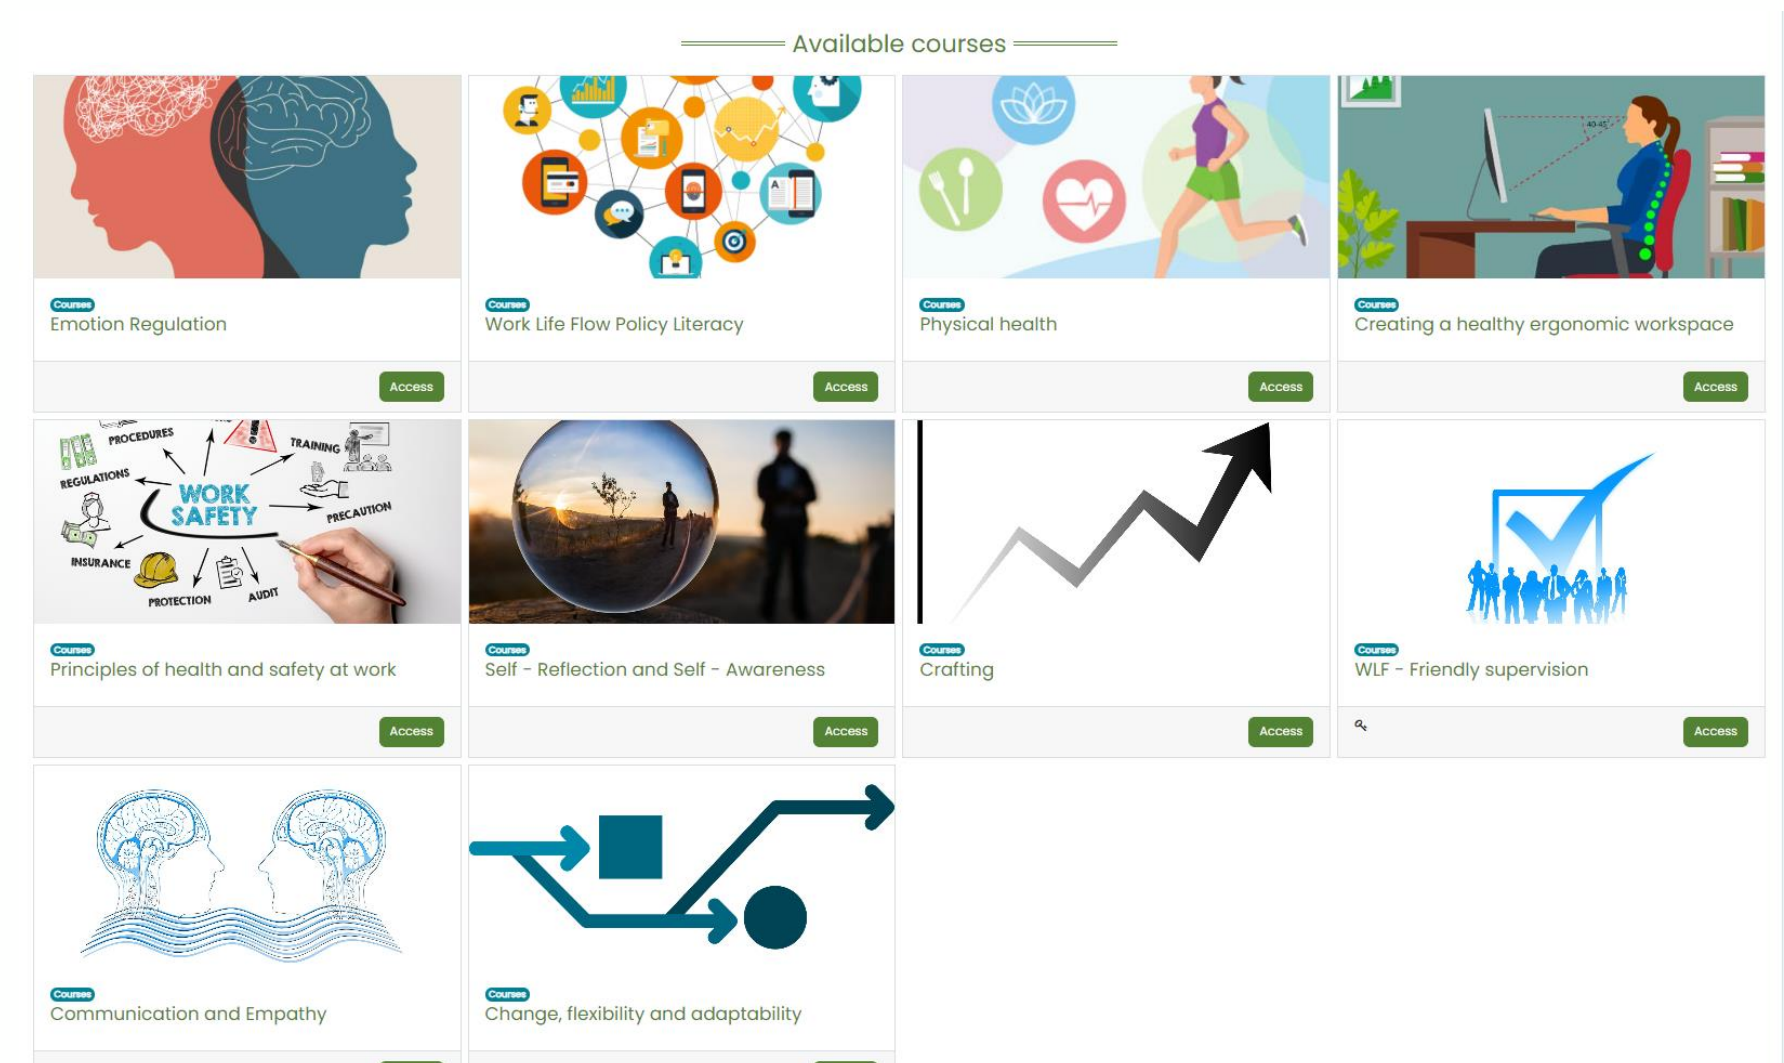 Available courses
Courses
Emotion Regulation
Access
Courses
Work Life Flow Policy Literacy
Access
Courses
Physical health
Access
40-45°
Courses
Creating a healthy ergonomic workspace
Access
PROCEDURES
TRAINING
REGULATIONS
WORK
SAFETY
PRECAUTION
INSURANCE
PROTECTION
AUDIT
Courses
Principles of health and safety at work
Access
Courses
Self - Reflection and Self - Awareness
Access
Courses
Crafting
Access
Courses
WLF - Friendly supervision
Access
Courses
Communication and Empathy
Courses
Change, flexibility and adaptability